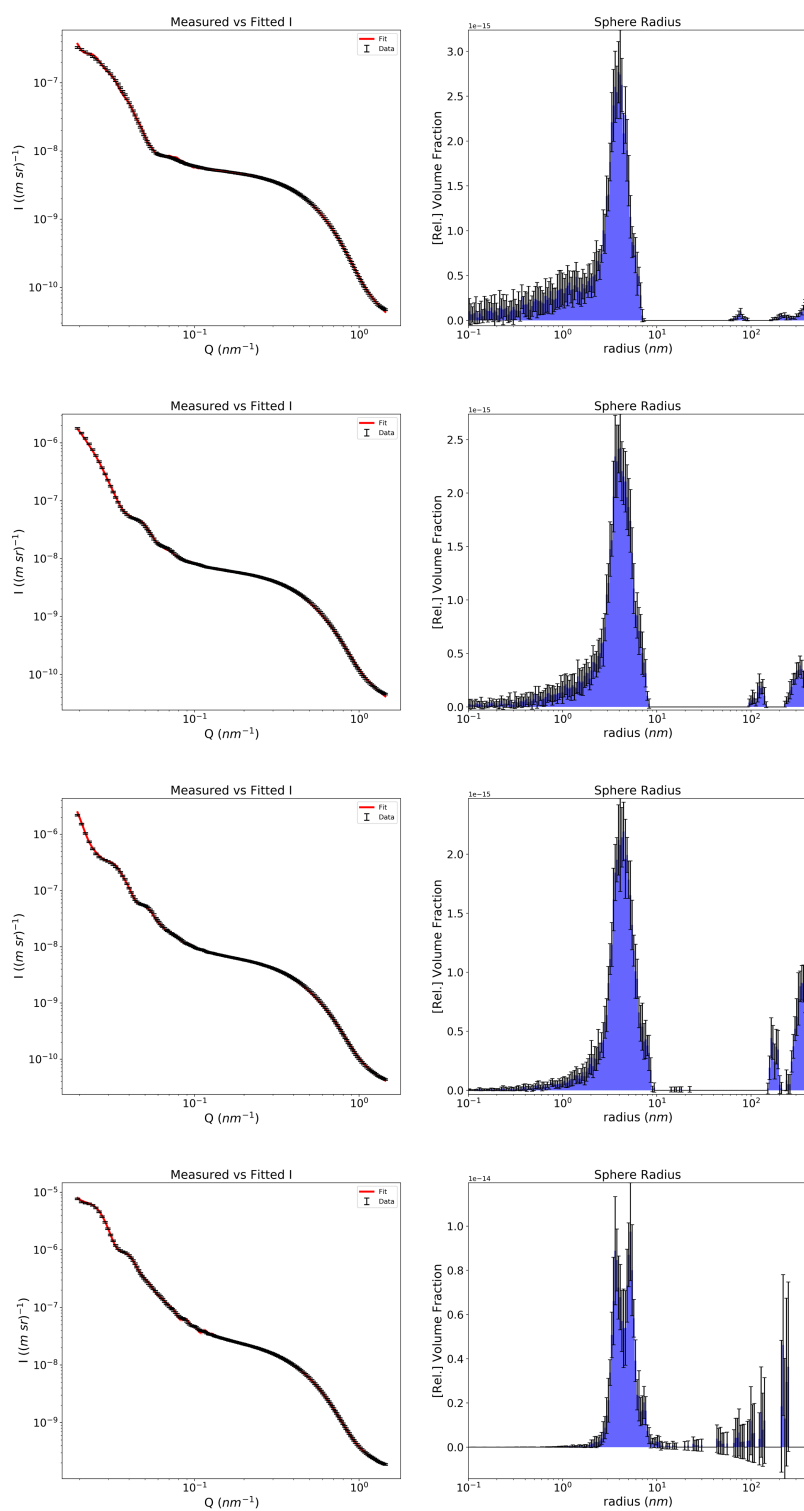 Measured vs Fitted I
Fit
Data
10⁻⁷
10⁻⁸
10⁻⁹
10⁻¹⁰
I ((m sr)⁻¹)
10⁻¹
10⁰
Q (nm⁻¹)
Sphere Radius
1e−15
3.0
2.5
2.0
1.5
1.0
0.5
0.0
[Rel.] Volume Fraction
10⁻¹
10⁰
10¹
10²
radius (nm)
Measured vs Fitted I
Fit
Data
10⁻⁶
10⁻⁷
10⁻⁸
10⁻⁹
10⁻¹⁰
I ((m sr)⁻¹)
10⁻¹
10⁰
Q (nm⁻¹)
Sphere Radius
1e−15
2.5
2.0
1.5
1.0
0.5
0.0
[Rel.] Volume Fraction
10⁻¹
10⁰
10¹
10²
radius (nm)
Measured vs Fitted I
Fit
Data
10⁻⁶
10⁻⁷
10⁻⁸
10⁻⁹
10⁻¹⁰
I ((m sr)⁻¹)
10⁻¹
10⁰
Q (nm⁻¹)
Sphere Radius
1e−15
2.0
1.5
1.0
0.5
0.0
[Rel.] Volume Fraction
10⁻¹
10⁰
10¹
10²
radius (nm)
Measured vs Fitted I
Fit
Data
10⁻⁵
10⁻⁶
10⁻⁷
10⁻⁸
10⁻⁹
I ((m sr)⁻¹)
10⁻¹
10⁰
Q (nm⁻¹)
Sphere Radius
1e−14
1.0
0.8
0.6
0.4
0.2
0.0
[Rel.] Volume Fraction
10⁻¹
10⁰
10¹
10²
radius (nm)